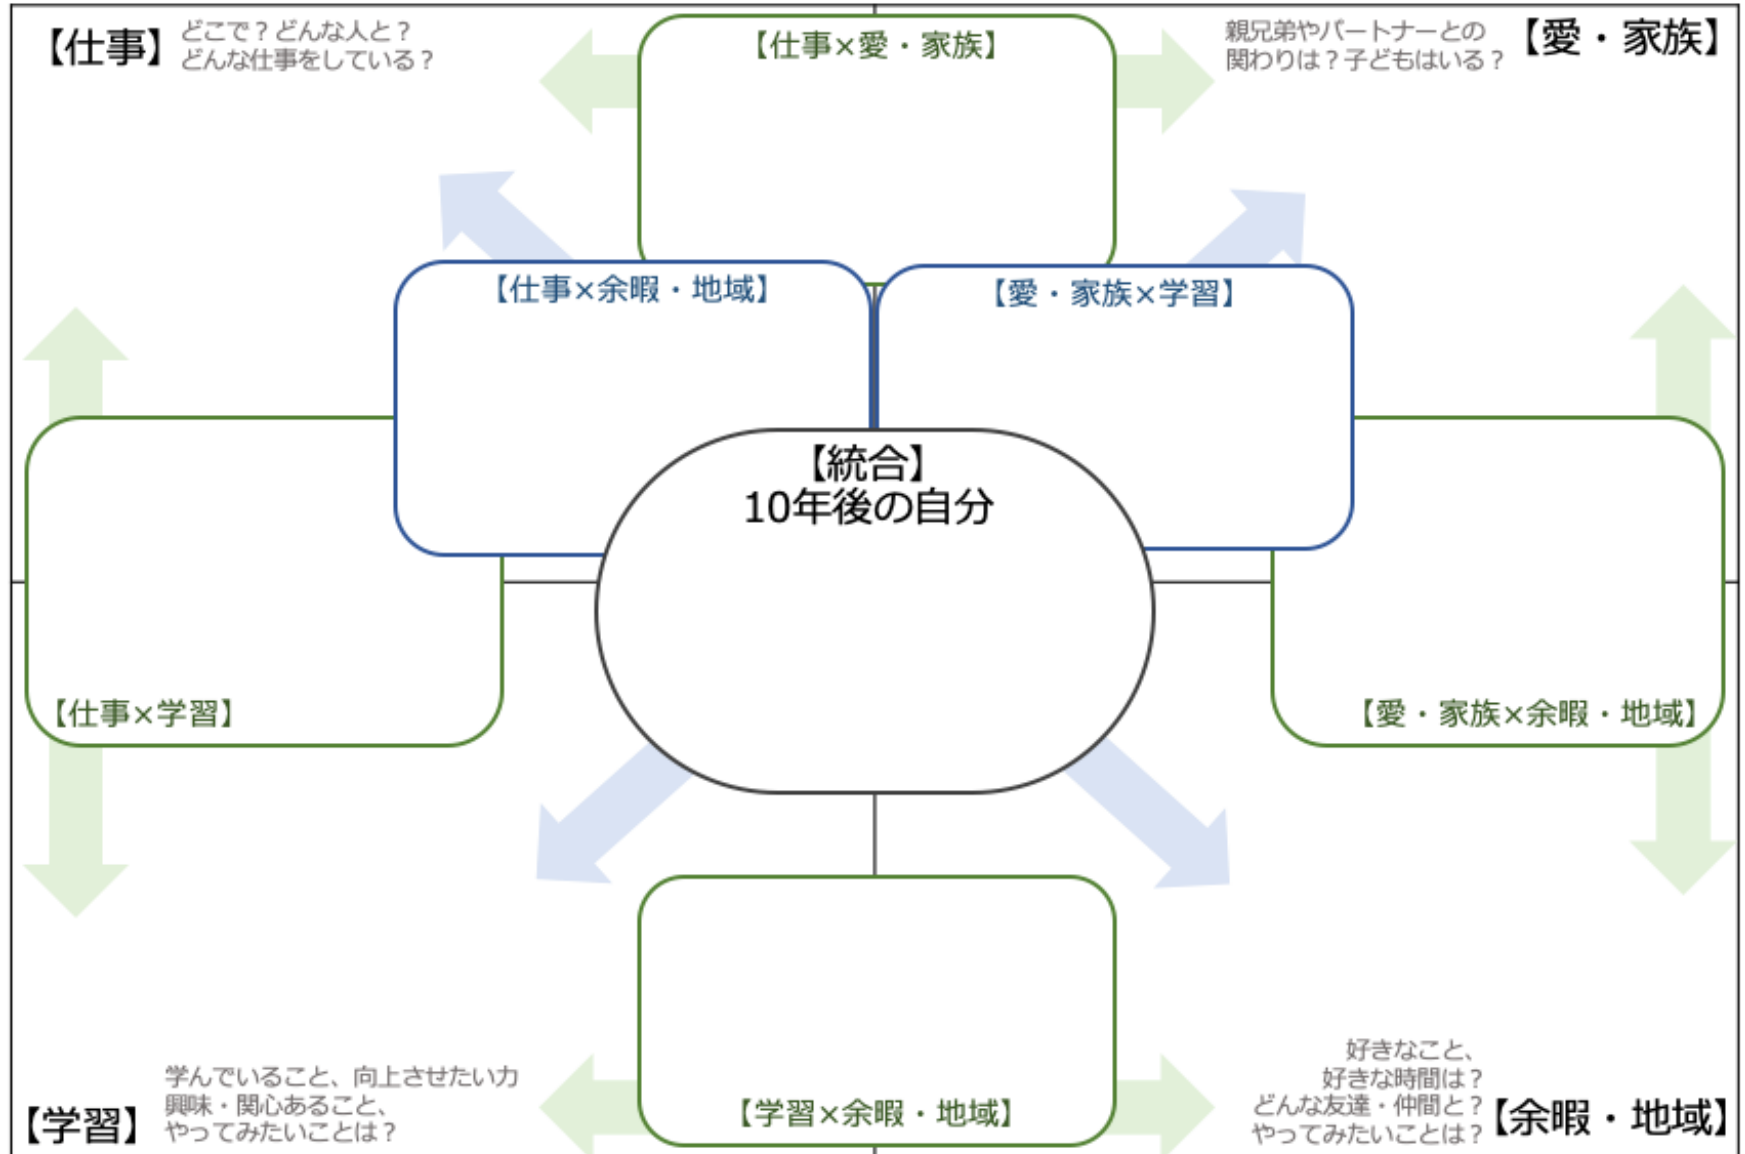 【仕事】
どこで？どんな人と？
どんな仕事をしている？
【仕事×愛・家族】
親兄弟やパートナーとの
関わりは？子どもはいる？
【愛・家族】
【仕事×余暇・地域】
【愛・家族×学習】
【統合】
10年後の自分
【仕事×学習】
【愛・家族×余暇・地域】
【学習】
学んでいること、向上させたい力
興味・関心あること、
やってみたいことは？
【学習×余暇・地域】
好きなこと、
好きな時間は？
どんな友達・仲間と？
やってみたいことは？
【余暇・地域】